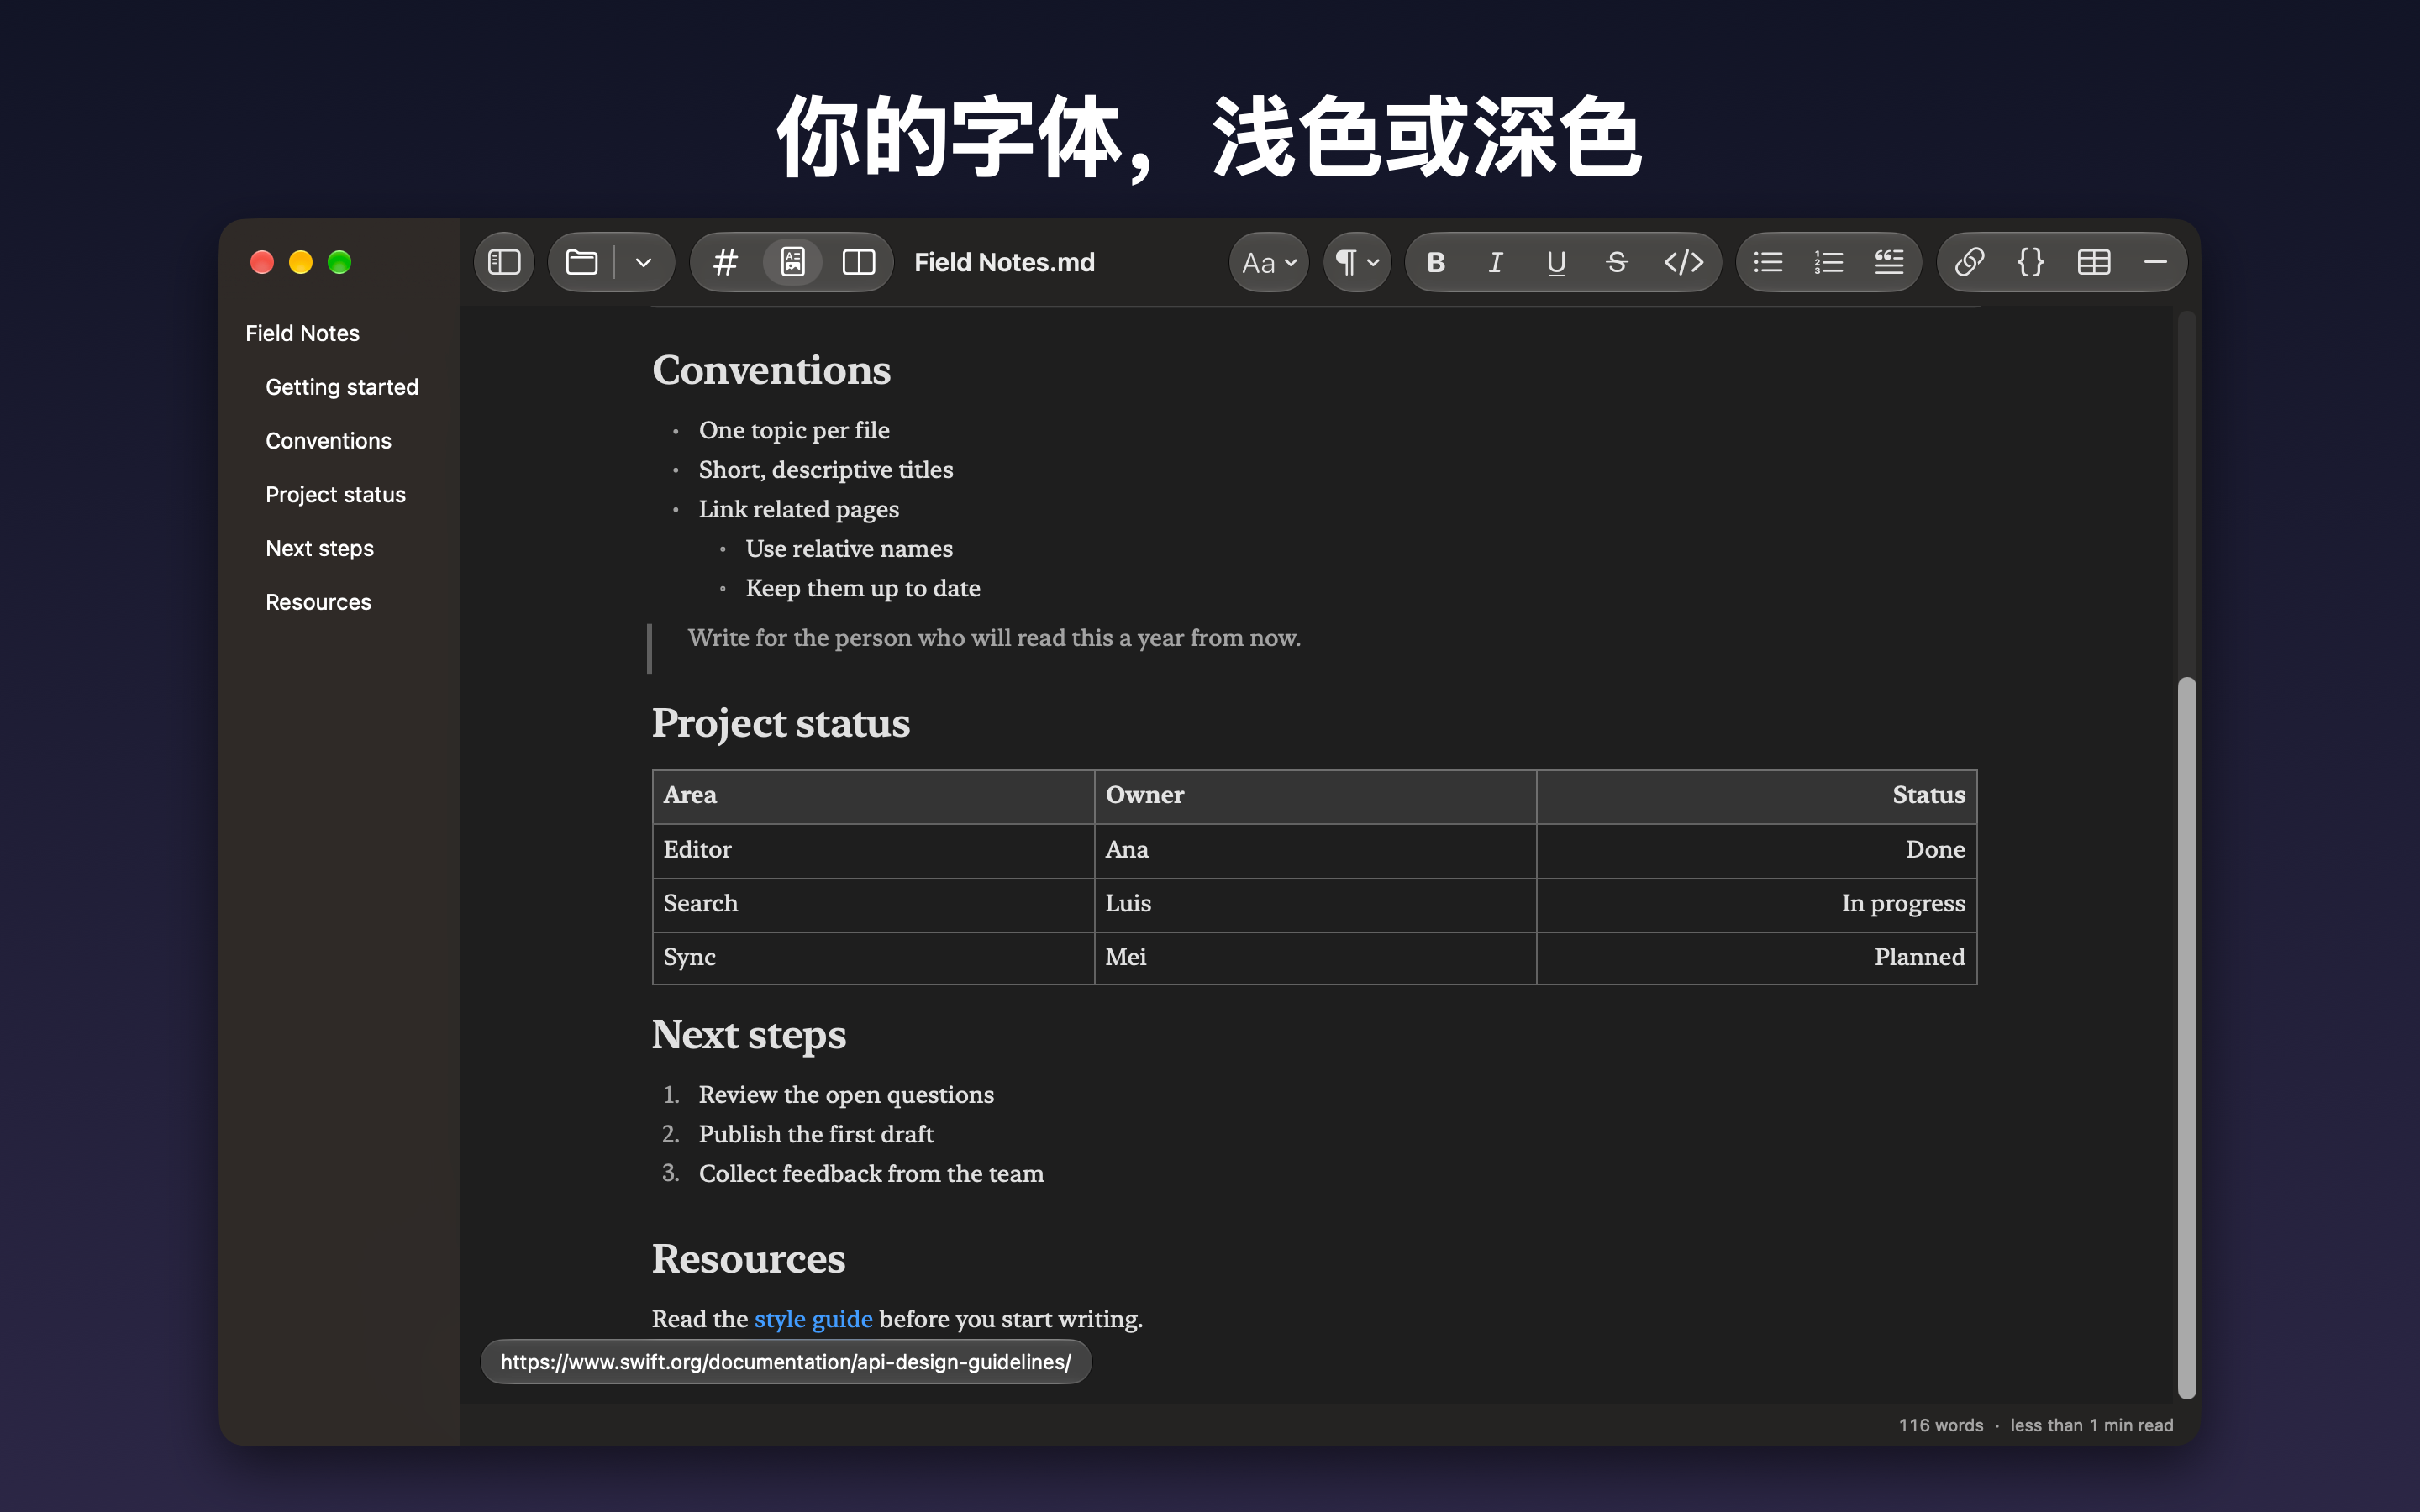 你的字体，浅色或深色
Field Notes.md
Aa
B I U S </>
{}
Field Notes
Getting started
Conventions
Project status
Next steps
Resources
Conventions
• One topic per file
• Short, descriptive titles
• Link related pages
◦ Use relative names
◦ Keep them up to date
Write for the person who will read this a year from now.
Project status
Area Owner Status
Editor Ana Done
Search Luis In progress
Sync Mei Planned
Next steps
1. Review the open questions
2. Publish the first draft
3. Collect feedback from the team
Resources
Read the style guide before you start writing.
https://www.swift.org/documentation/api-design-guidelines/
116 words · less than 1 min read